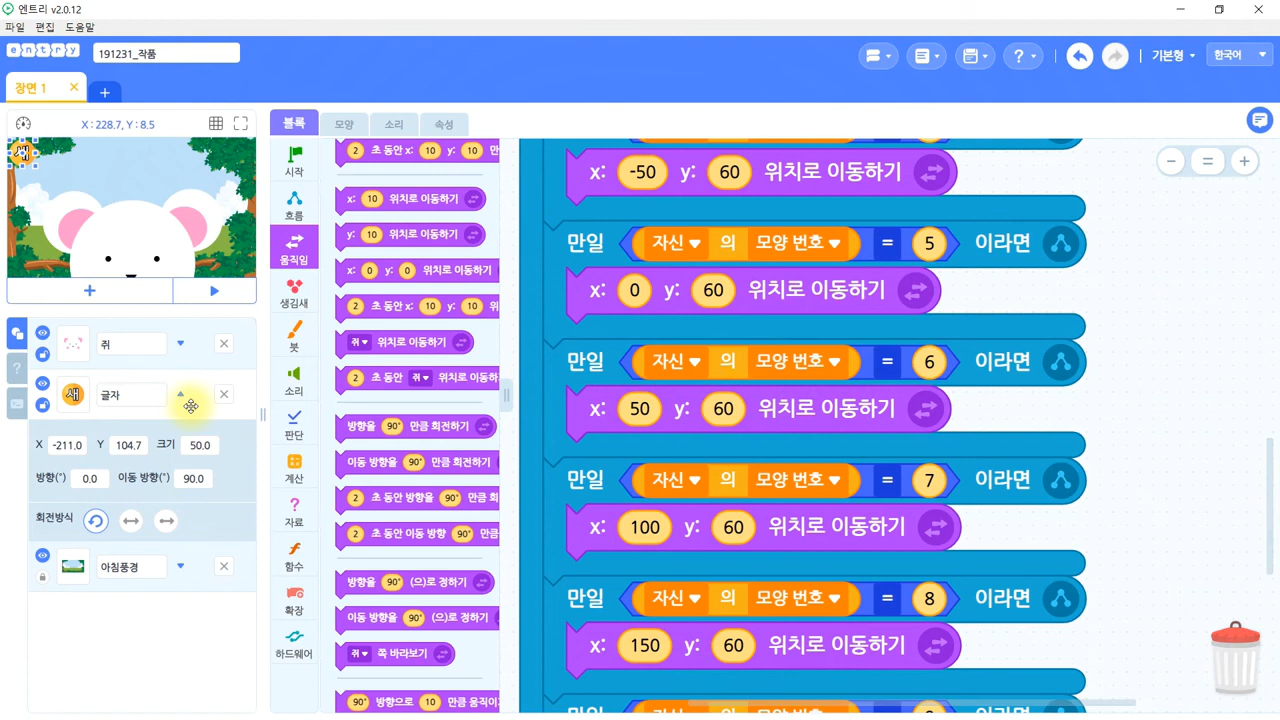 엔트리 v2.0.12
파일 편집 도움말
entry
191231_작품
기본형
한국어
장면 1
X : 228.7, Y : 8.5
새
쥐
새
글자
X -211.0 Y 104.7 크기 50.0
방향(°) 0.0 이동 방향(°) 90.0
회전방식
아침풍경
블록 모양 소리 속성
시작
흐름
움직임
생김새
붓
소리
판단
계산
자료
함수
확장
하드웨어
2 초 동안 x: 10 y: 10 만
x: 10 위치로 이동하기
y: 10 위치로 이동하기
x: 0 y: 0 위치로 이동하기
2 초 동안 x: 10 y: 10 위
쥐 위치로 이동하기
2 초 동안 쥐 위치로 이동하
방향을 90° 만큼 회전하기
이동 방향을 90° 만큼 회전하기
2 초 동안 방향을 90° 만큼 회
2 초 동안 이동 방향 90° 만큼
방향을 90° (으)로 정하기
이동 방향을 90° (으)로 정하기
쥐 쪽 바라보기
90° 방향으로 10 만큼 움직이
x: -50 y: 60 위치로 이동하기
만일 자신 의 모양 번호 = 5 이라면
x: 0 y: 60 위치로 이동하기
만일 자신 의 모양 번호 = 6 이라면
x: 50 y: 60 위치로 이동하기
만일 자신 의 모양 번호 = 7 이라면
x: 100 y: 60 위치로 이동하기
만일 자신 의 모양 번호 = 8 이라면
x: 150 y: 60 위치로 이동하기